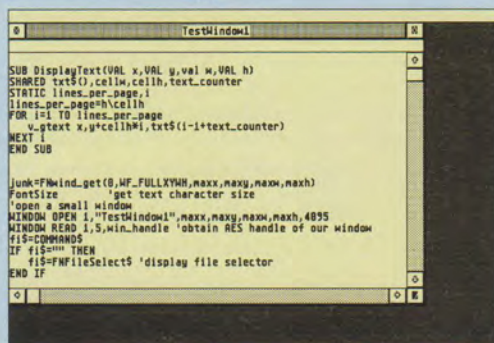 TestWindow1
SUB DisplayText(VAL x,VAL y,val w,VAL h)
SHARED txt$(),cellw,cellh,text_counter
STATIC lines_per_page,i
lines_per_page=h\cellh
FOR i=1 TO lines_per_page
v_gtext x,y+cellh*i,txt$(i-1+text_counter)
NEXT i
END SUB
junk=FNwind_get(0,WF_FULLXYWH,maxx,maxy,maxw,maxh)
FontSize 'get text character size
'open a small window
WINDOW OPEN 1,"TestWindow1",maxx,maxy,maxw,maxh,4095
WINDOW READ 1,5,win_handle 'obtain AES handle of our window
fi$=COMMAND$
IF fi$="" THEN
fi$=FNFileSelect$ 'display file selector
END IF